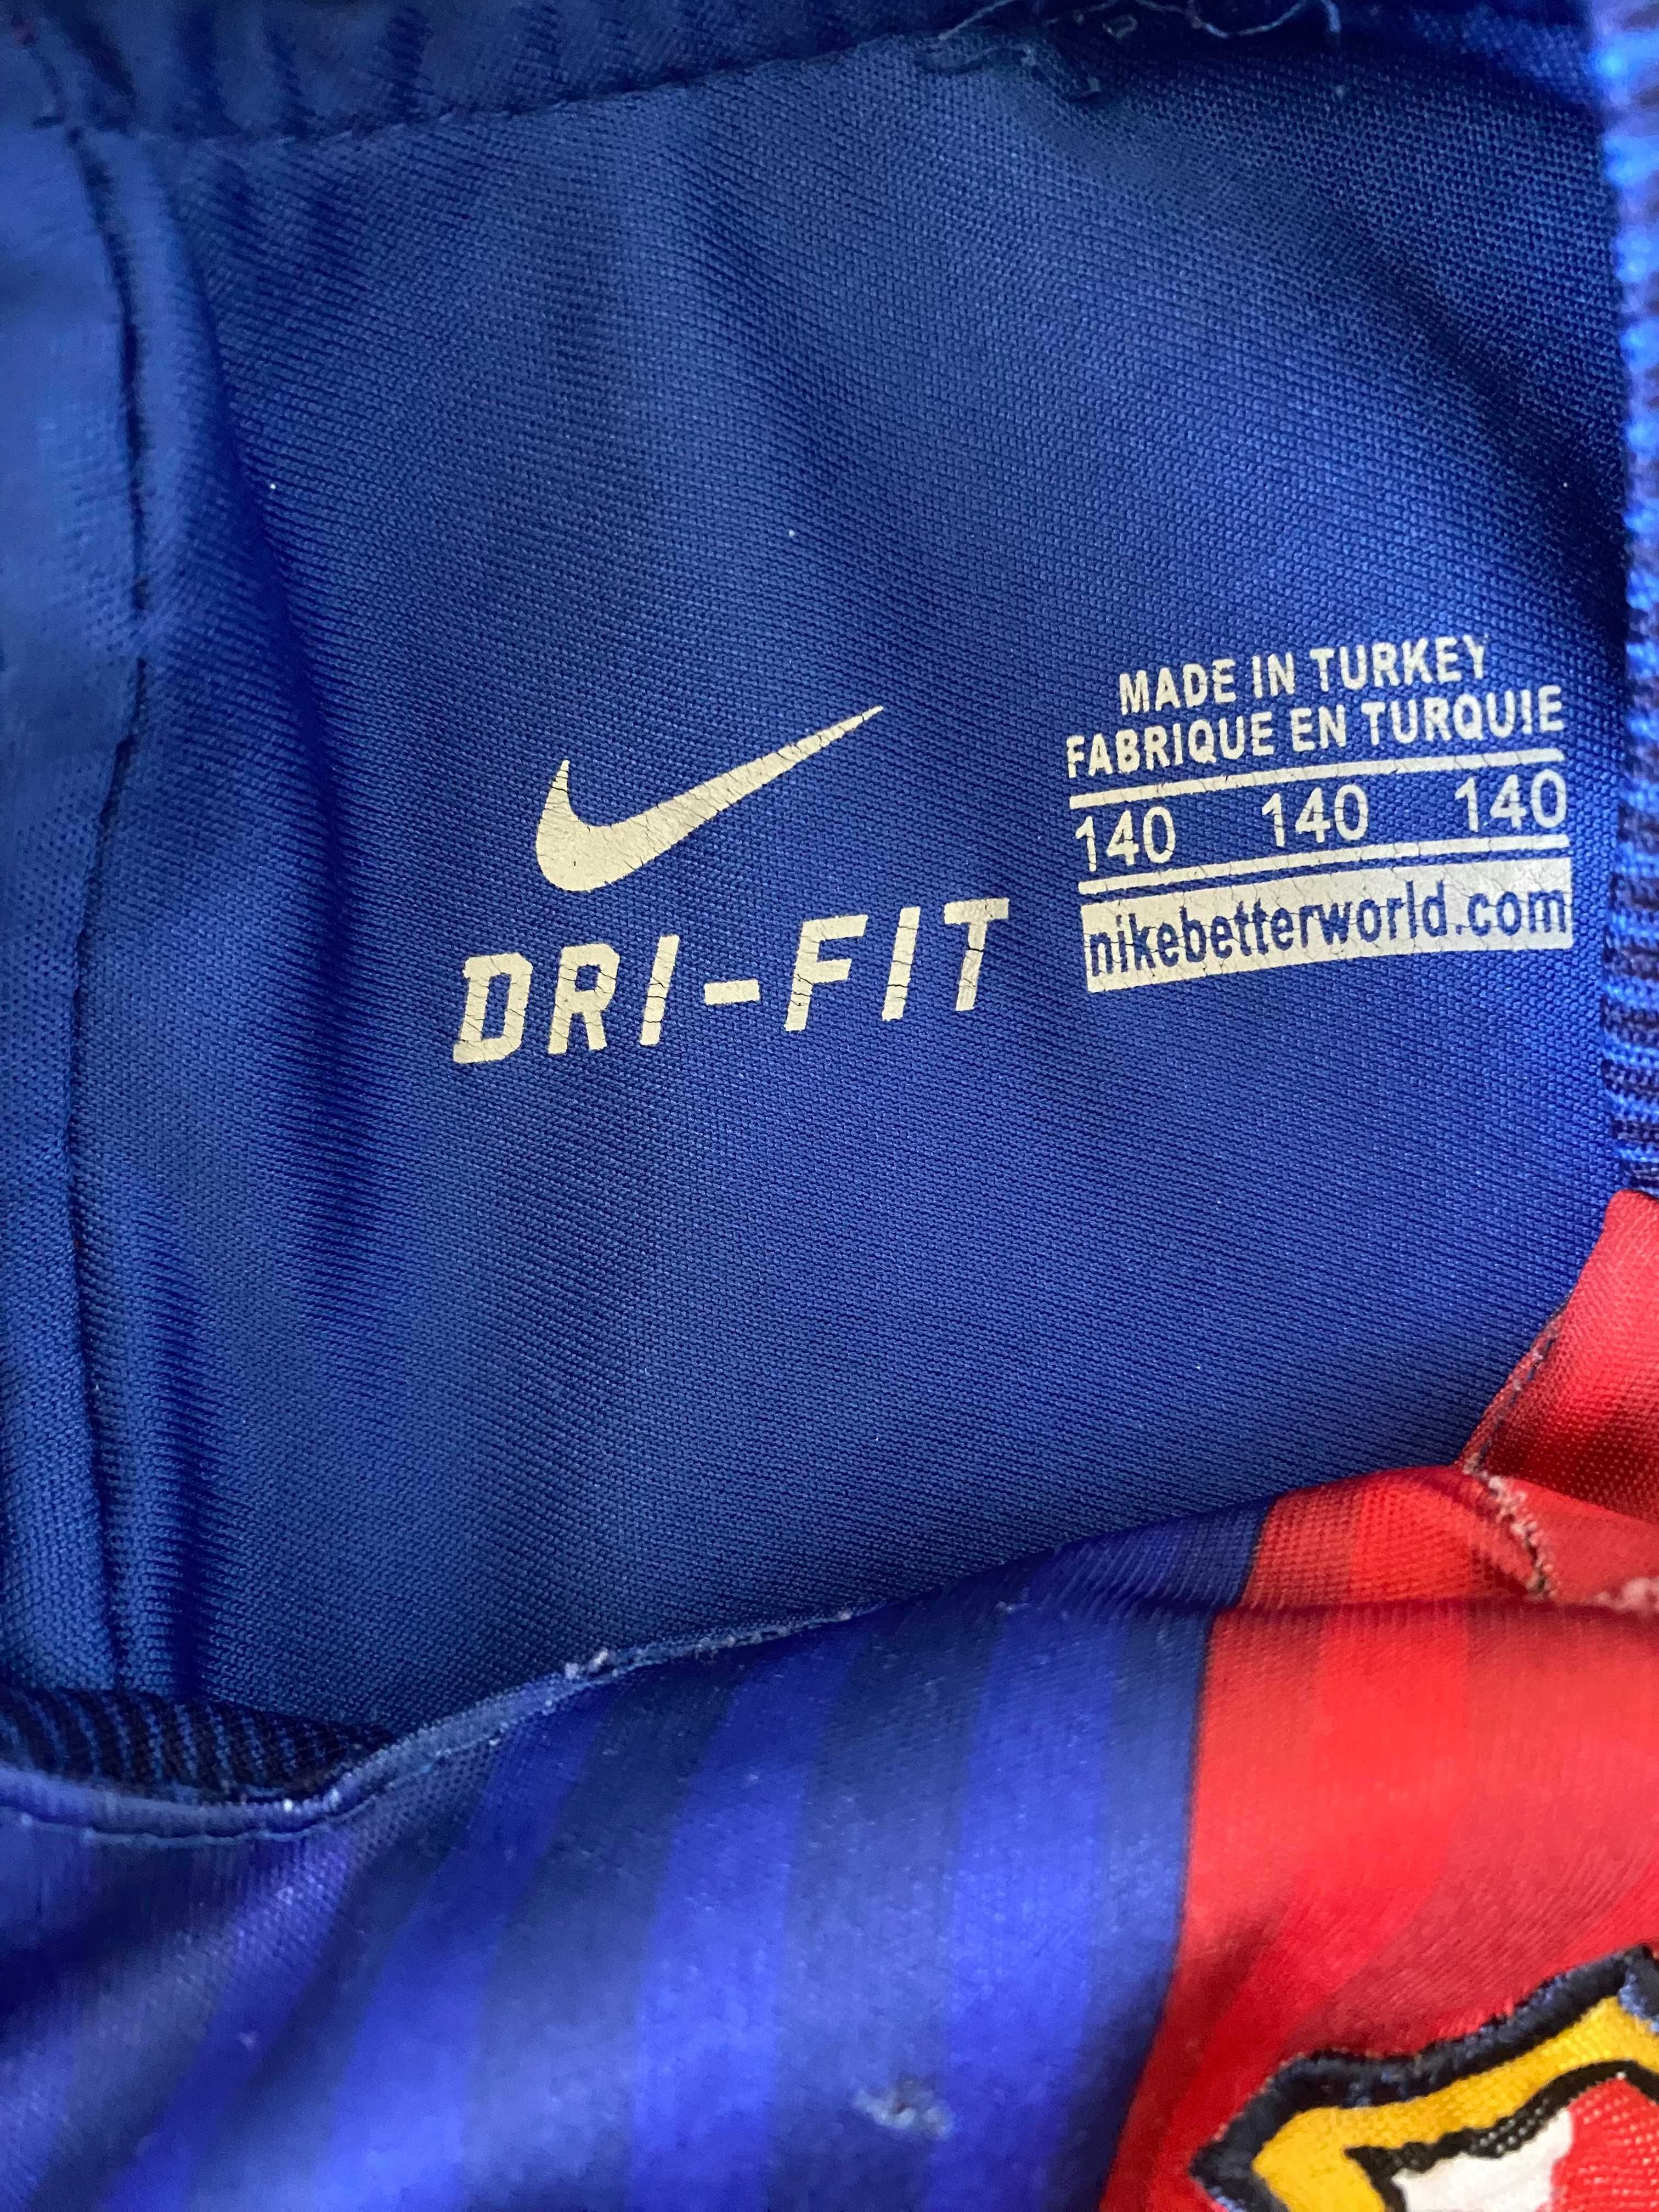 MADE IN TURKEY
FABRIQUE EN TURQUIE
140 140 140
nikebetterworld.com
DRI-FIT